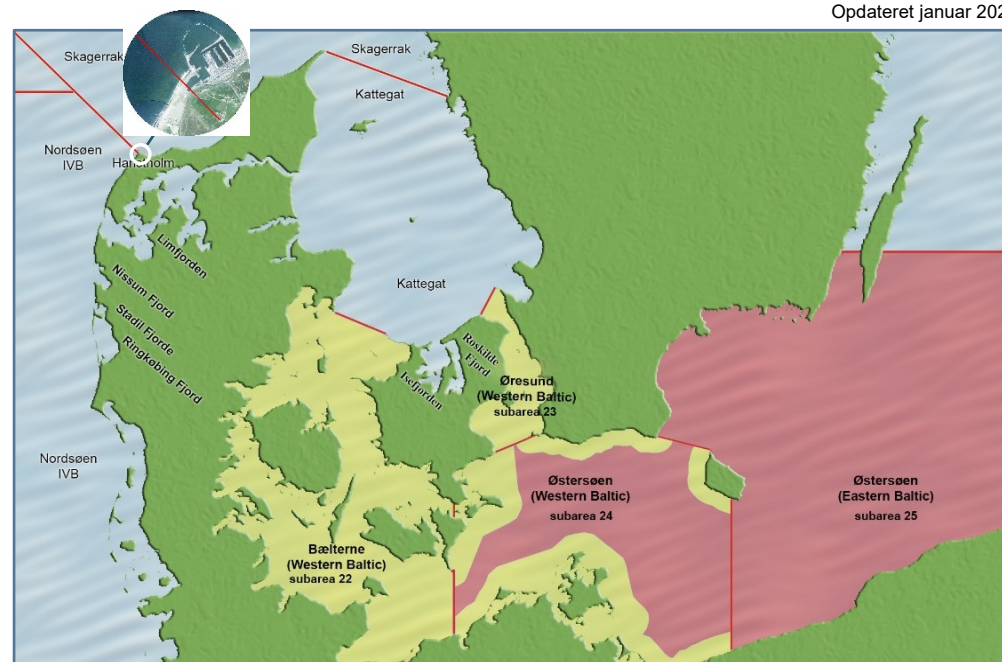 Opdateret januar 202
Skagerrak
Skagerrak
Kattegat
Nordsøen
IVB
Hanstholm
Limfjorden
Nissum Fjord
Stadil Fjorde
Ringkøbing Fjord
Kattegat
Roskilde
Fjord
Isefjorden
Øresund
(Western Baltic)
subarea 23
Nordsøen
IVB
Østersøen
(Western Baltic)
subarea 24
Østersøen
(Eastern Baltic)
subarea 25
Bælterne
(Western Baltic)
subarea 22